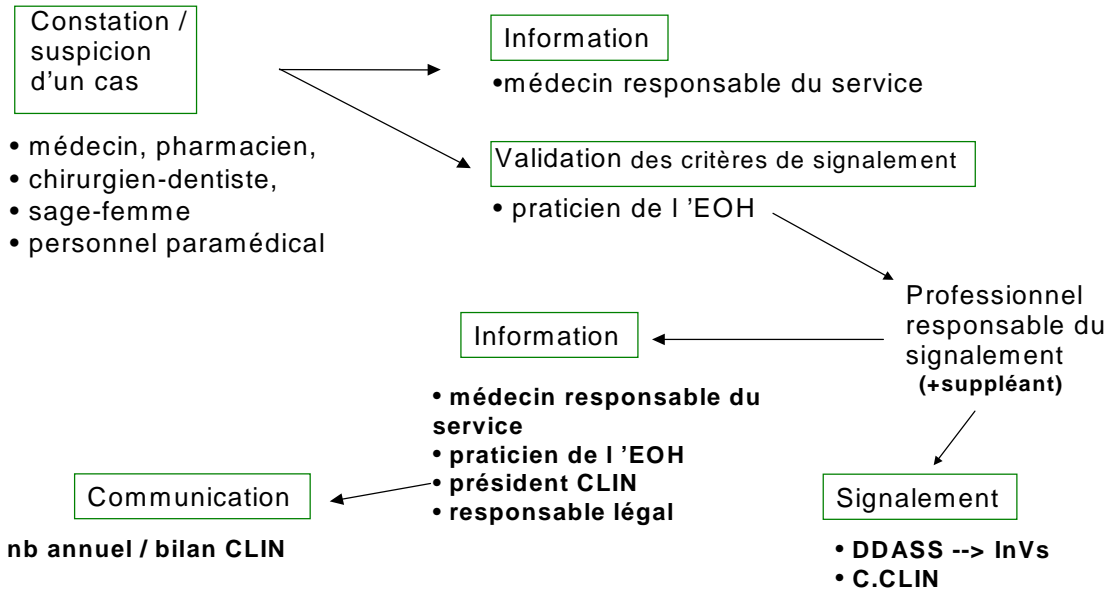 Constation /
suspicion
d'un cas
• médecin, pharmacien,
• chirurgien-dentiste,
• sage-femme
• personnel paramédical
Information
•médecin responsable du service
Validation des critères de signalement
• praticien de l 'EOH
Professionnel
responsable du
signalement
(+suppléant)
Information
• médecin responsable du
service
• praticien de l 'EOH
• président CLIN
• responsable légal
Communication
nb annuel / bilan CLIN
Signalement
• DDASS --> InVs
• C.CLIN